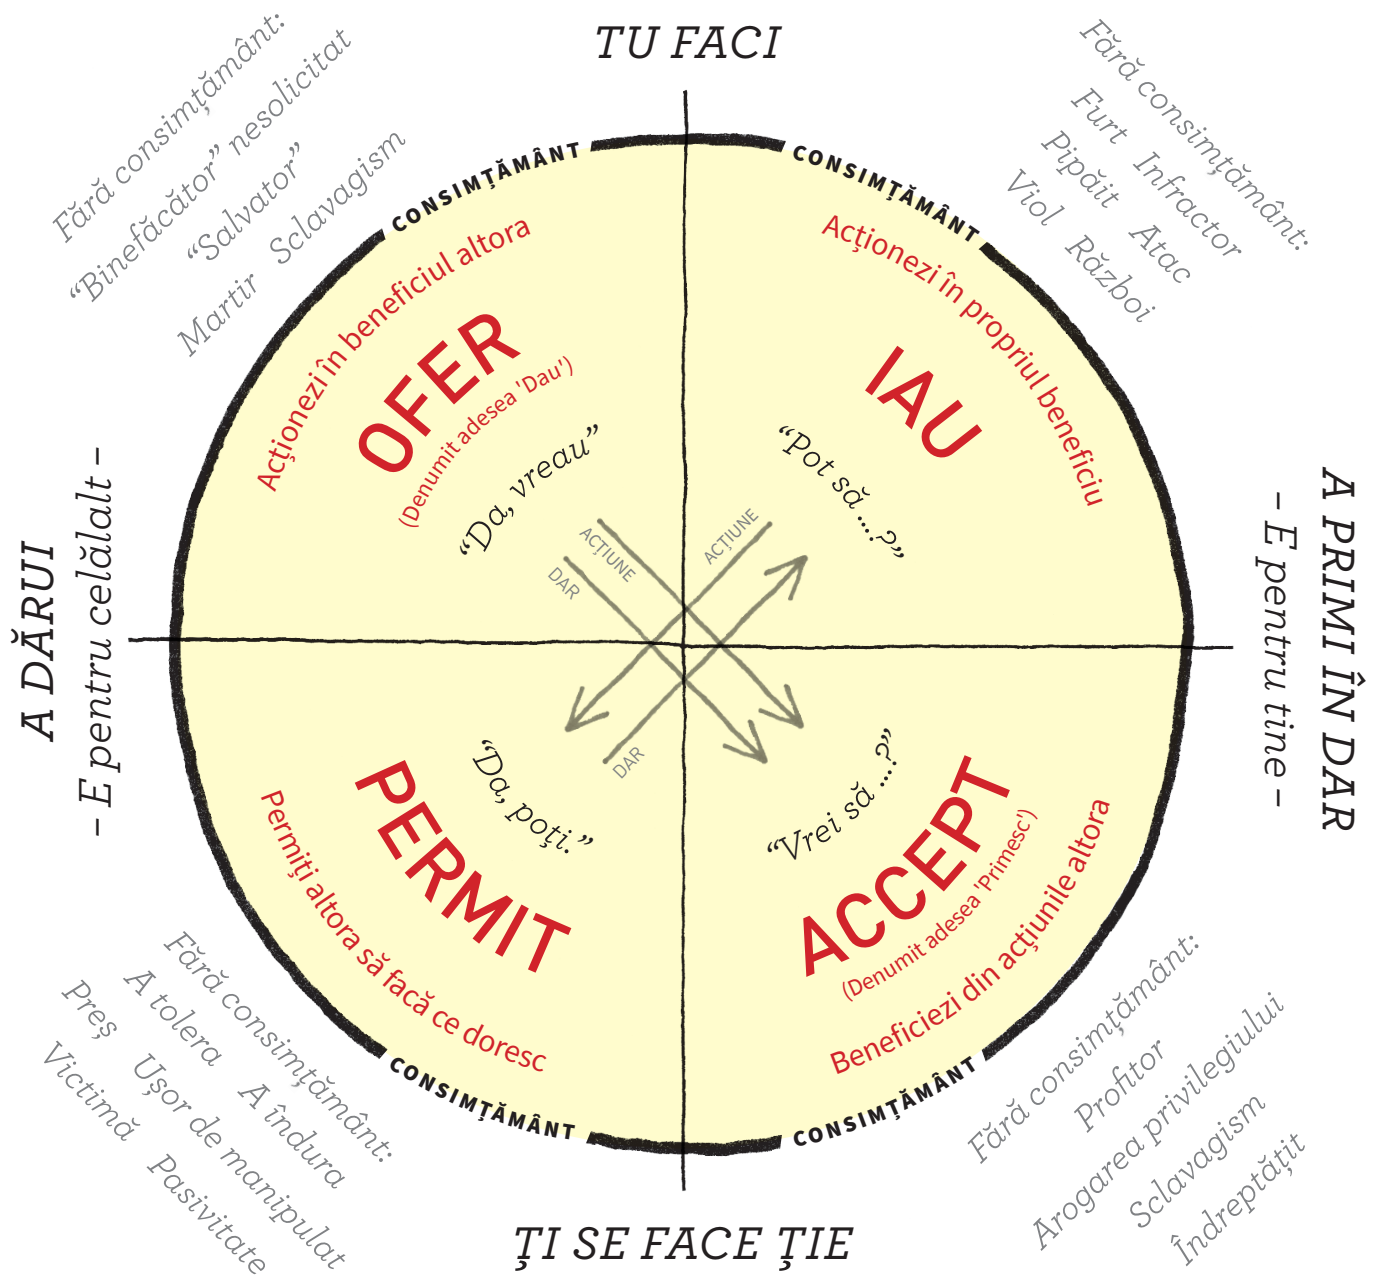 TU FACI
Fără consimţământ:
“Binefăcător” nesolicitat
“Salvator”
Martir Sclavagism
Fără consimţământ:
Furt Infractor
Pipăit Atac
Viol Război
CONSIMŢĂMÂNT
Acţionezi în beneficiul altora
OFER
(Denumit adesea 'Dau')
“Da, vreau”
CONSIMŢĂMÂNT
Acţionezi în propriul beneficiu
IAU
“Pot să ...?”
ACŢIUNE
DAR
ACŢIUNE
DAR
A DĂRUI
– E pentru celălalt –
A PRIMI ÎN DAR
– E pentru tine –
“Da, poţi.”
PERMIT
Permiţi altora să facă ce doresc
CONSIMŢĂMÂNT
“Vrei să ...?”
ACCEPT
(Denumit adesea 'Primesc')
Beneficiezi din acţiunile altora
CONSIMŢĂMÂNT
Fără consimţământ:
A tolera A îndura
Preş Uşor de manipulat
Victimă Pasivitate
Fără consimţământ:
Profitor
Arogarea privilegiului
Sclavagism
Îndreptăţit
ŢI SE FACE ŢIE